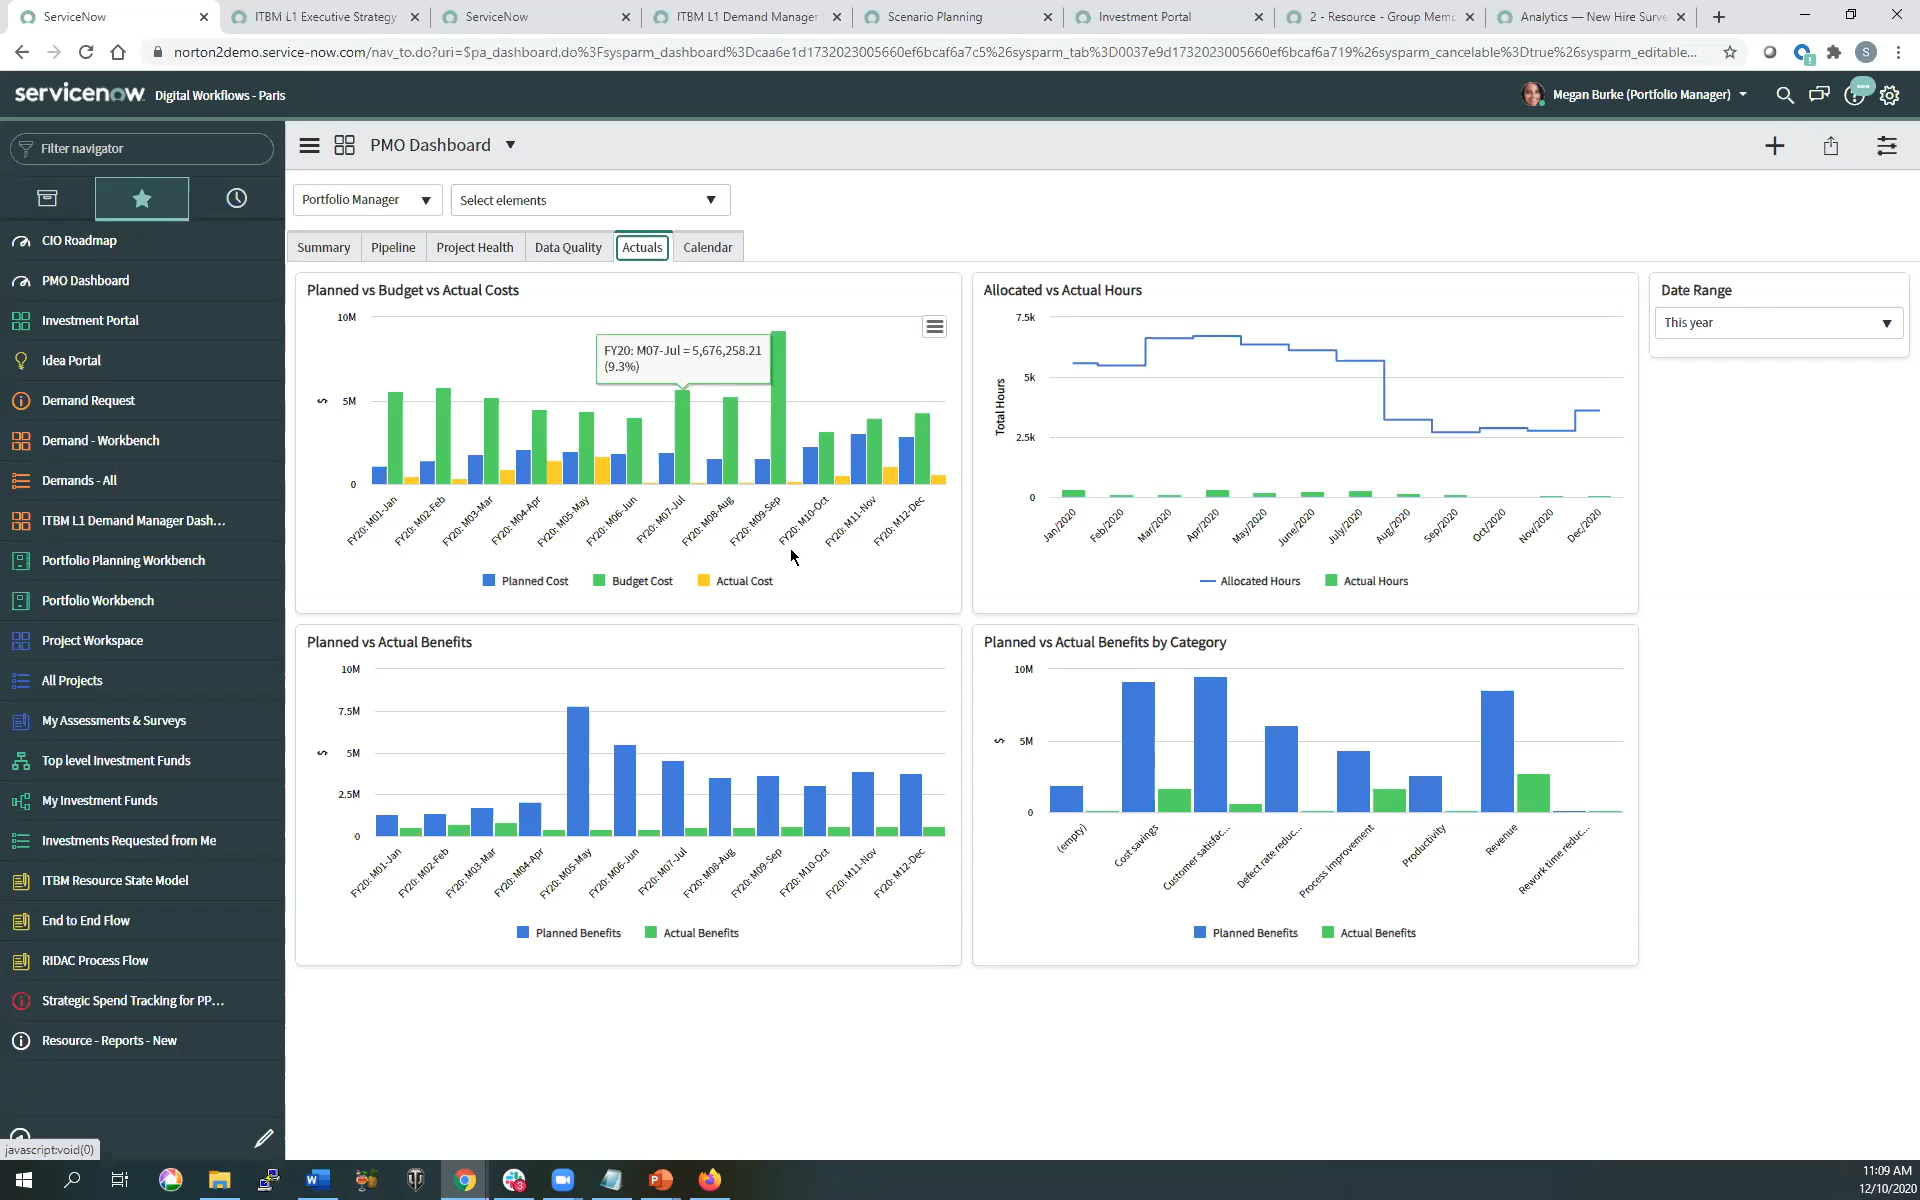 ServiceNow
ITBM L1 Executive Strategy
ServiceNow
ITBM L1 Demand Manager
Scenario Planning
Investment Portal
2 - Resource - Group Mem
Analytics — New Hire Surve
norton2demo.service-now.com/nav_to.do?uri=$pa_dashboard.do%3Fsysparm_dashboard%3Dcaa6e1d1732023005660ef6bcaf6a7c5%26sysparm_tab%3D0037e9d1732023005660ef6bcaf6a719%26sysparm_cancelable%3Dtrue%26sysparm_editable...
S
servicenow Digital Workflows - Paris
Megan Burke (Portfolio Manager)
Filter navigator
PMO Dashboard
Portfolio Manager
Select elements
Summary
Pipeline
Project Health
Data Quality
Actuals
Calendar
CIO Roadmap
PMO Dashboard
Investment Portal
Idea Portal
Demand Request
Demand - Workbench
Demands - All
ITBM L1 Demand Manager Dash...
Portfolio Planning Workbench
Portfolio Workbench
Project Workspace
All Projects
My Assessments & Surveys
Top level Investment Funds
My Investment Funds
Investments Requested from Me
ITBM Resource State Model
End to End Flow
RIDAC Process Flow
Strategic Spend Tracking for PP...
Resource - Reports - New
javascript:void(0)
Planned vs Budget vs Actual Costs
10M
5M
0
$
FY20: M07-Jul = 5,676,258.21
(9.3%)
FY20: M01-Jan
FY20: M02-Feb
FY20: M03-Mar
FY20: M04-Apr
FY20: M05-May
FY20: M06-Jun
FY20: M07-Jul
FY20: M08-Aug
FY20: M09-Sep
FY20: M10-Oct
FY20: M11-Nov
FY20: M12-Dec
Planned Cost
Budget Cost
Actual Cost
Allocated vs Actual Hours
7.5k
5k
2.5k
0
Total Hours
Jan/2020
Feb/2020
Mar/2020
Apr/2020
May/2020
June/2020
July/2020
Aug/2020
Sep/2020
Oct/2020
Nov/2020
Dec/2020
Allocated Hours
Actual Hours
Date Range
This year
Planned vs Actual Benefits
10M
7.5M
5M
2.5M
0
$
FY20: M01-Jan
FY20: M02-Feb
FY20: M03-Mar
FY20: M04-Apr
FY20: M05-May
FY20: M06-Jun
FY20: M07-Jul
FY20: M08-Aug
FY20: M09-Sep
FY20: M10-Oct
FY20: M11-Nov
FY20: M12-Dec
Planned Benefits
Actual Benefits
Planned vs Actual Benefits by Category
10M
5M
0
$
(empty)
Cost savings
Customer satisfac...
Defect rate reduc...
Process improvement
Productivity
Revenue
Rework time reduc...
Planned Benefits
Actual Benefits
11:09 AM
12/10/2020